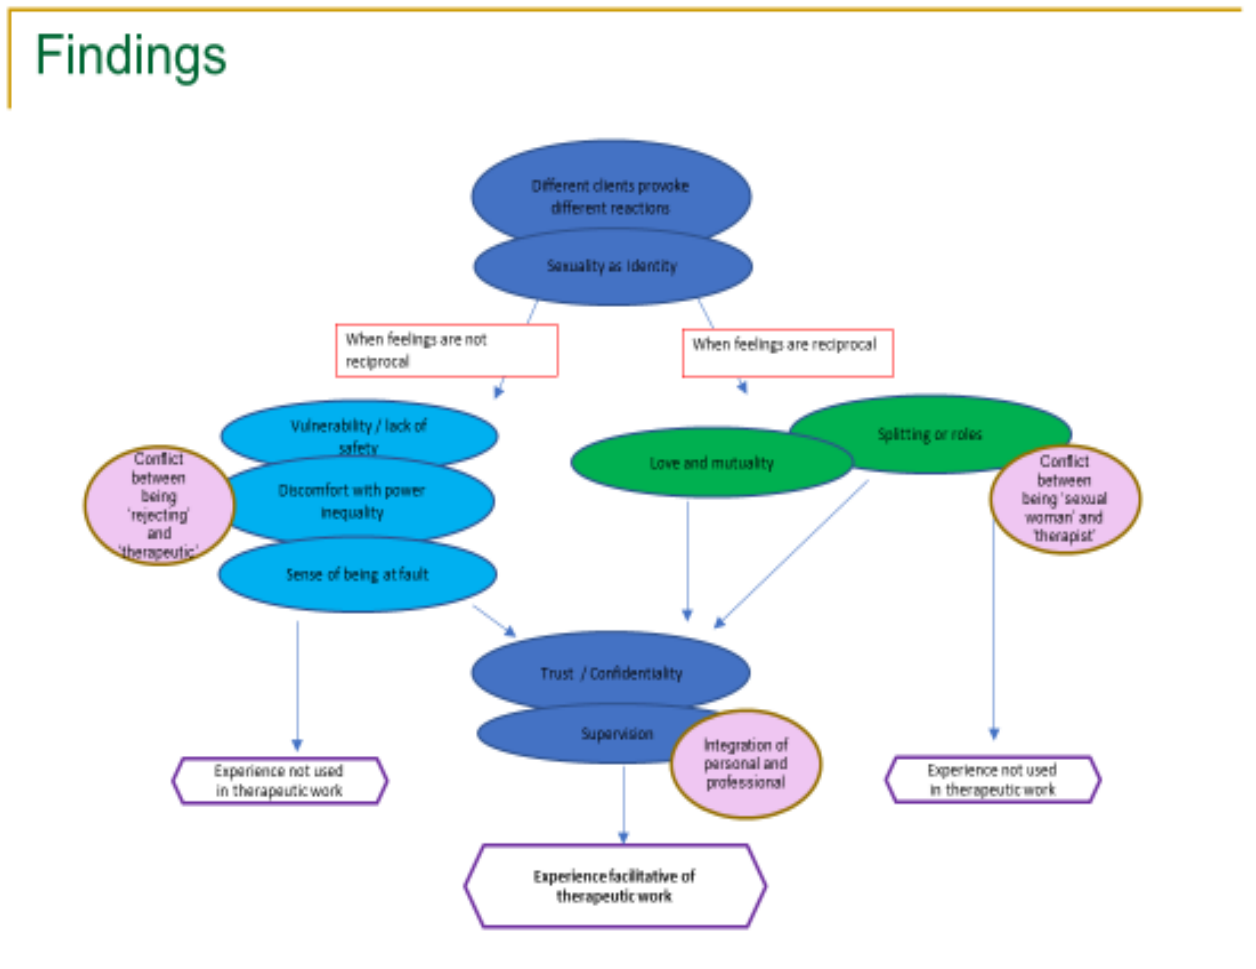 Findings
Different clients provoke
different reactions
Sexuality as identity
When feelings are not
reciprocal
When feelings are reciprocal
Vulnerability / lack of
safety
Discomfort with power
inequality
Sense of being at fault
Conflict
between
being
'rejecting'
and
'therapeutic'
Love and mutuality
Splitting or roles
Conflict
between
being 'sexual
woman' and
'therapist'
Trust / Confidentiality
Supervision
Integration of
personal and
professional
Experience not used
in therapeutic work
Experience not used
in therapeutic work
Experience facilitative of
therapeutic work